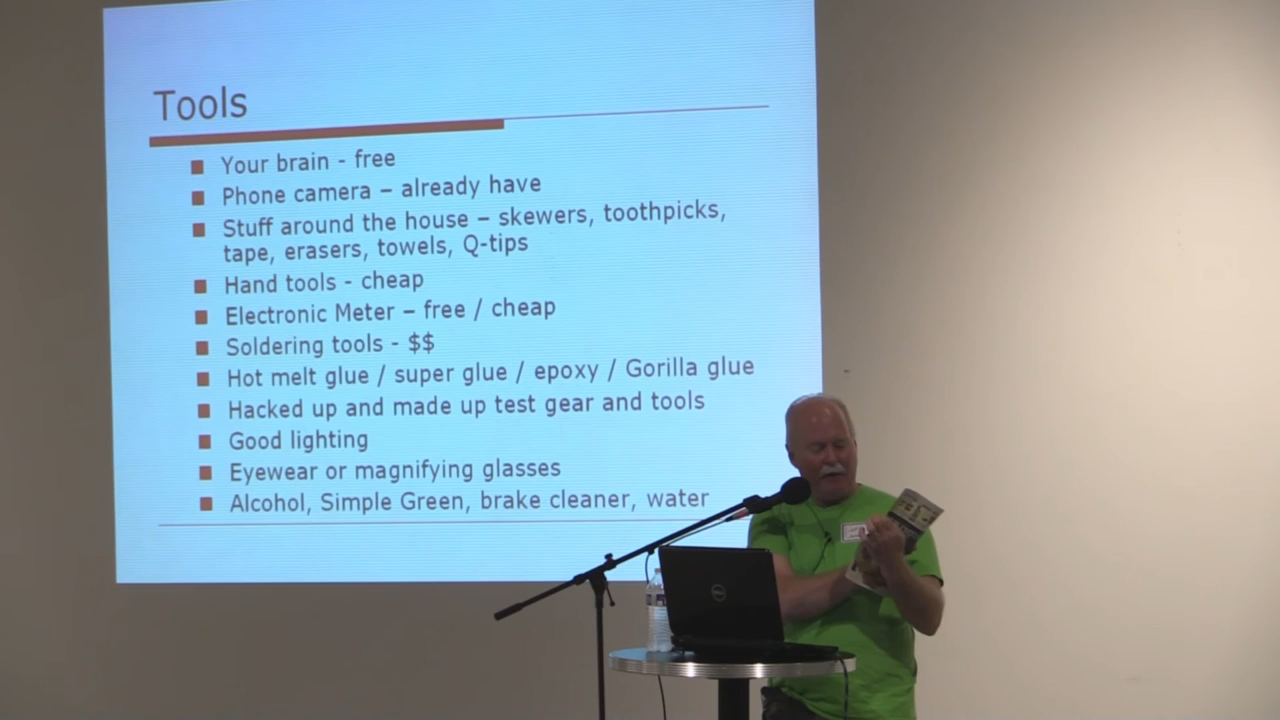 Tools
Your brain - free
Phone camera – already have
Stuff around the house – skewers, toothpicks,
tape, erasers, towels, Q-tips
Hand tools - cheap
Electronic Meter – free / cheap
Soldering tools - $$
Hot melt glue / super glue / epoxy / Gorilla glue
Hacked up and made up test gear and tools
Good lighting
Eyewear or magnifying glasses
Alcohol, Simple Green, brake cleaner, water